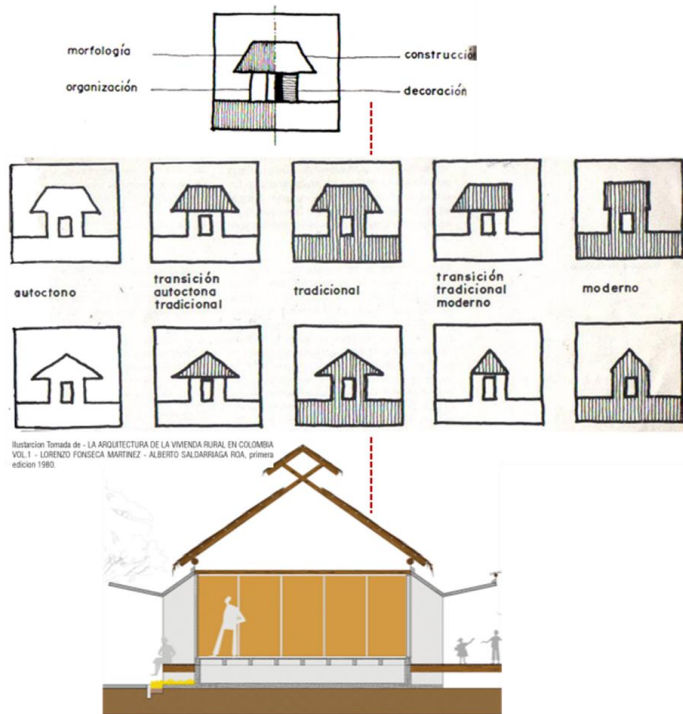 morfología
construcció
organización
decoración
autoctono
transición
autoctona
tradicional
tradicional
transición
tradicional
moderno
moderno
Ilustarcion Tomada de - LA ARQUITECTURA DE LA VIVIENDA RURAL EN COLOMBIA
VOL.1 - LORENZO FONSECA MARTINEZ - ALBERTO SALDARRIAGA ROA, primera
edicion 1980.